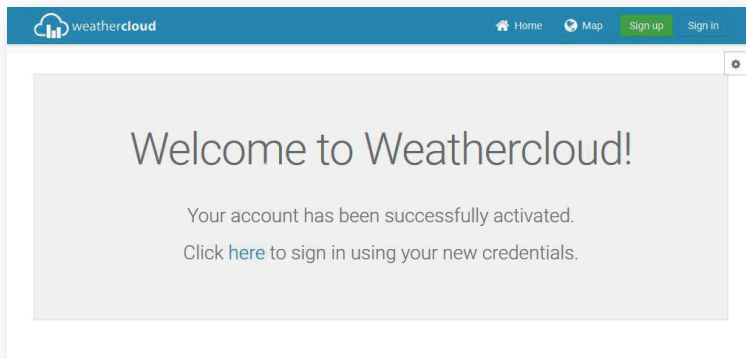 weathercloud
Home
Map
Sign up
Sign in
Welcome to Weathercloud!
Your account has been successfully activated.
Click here to sign in using your new credentials.